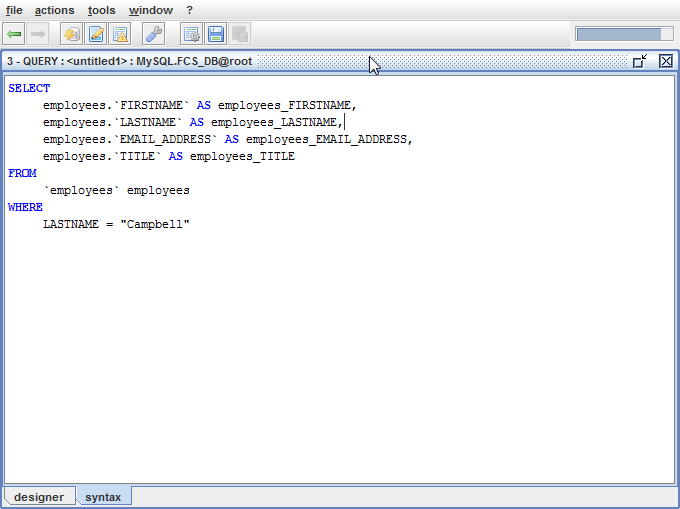 file actions tools window ?
3 - QUERY : <untitled1> : MySQL.FCS_DB@root
SELECT
employees.`FIRSTNAME` AS employees_FIRSTNAME,
employees.`LASTNAME` AS employees_LASTNAME,
employees.`EMAIL_ADDRESS` AS employees_EMAIL_ADDRESS,
employees.`TITLE` AS employees_TITLE
FROM
`employees` employees
WHERE
LASTNAME = "Campbell"
designer syntax